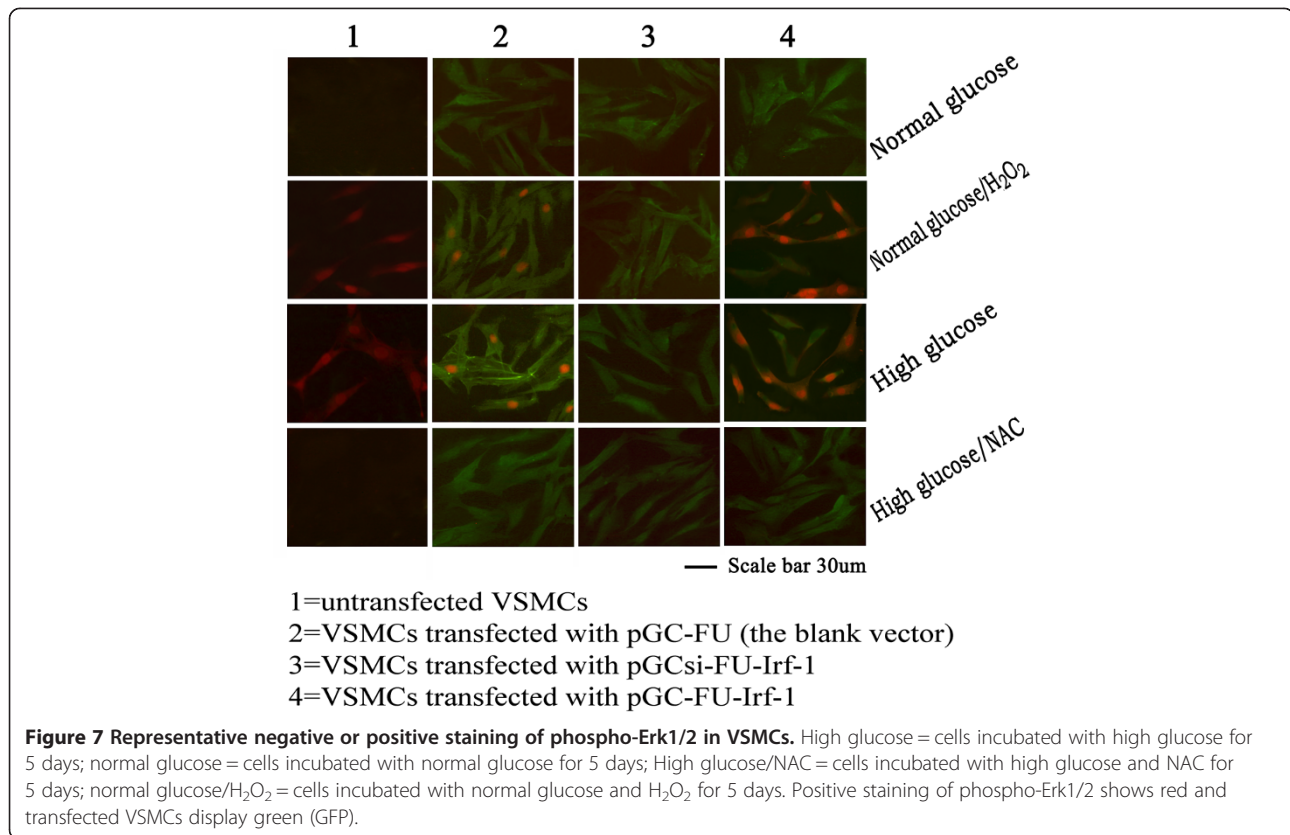 1 2 3 4
Normal glucose
Normal glucose/H₂O₂
High glucose
High glucose/NAC
Scale bar 30um
1=untransfected VSMCs
2=VSMCs transfected with pGC-FU (the blank vector)
3=VSMCs transfected with pGCsi-FU-Irf-1
4=VSMCs transfected with pGC-FU-Irf-1
Figure 7 Representative negative or positive staining of phospho-Erk1/2 in VSMCs. High glucose = cells incubated with high glucose for
5 days; normal glucose = cells incubated with normal glucose for 5 days; High glucose/NAC = cells incubated with high glucose and NAC for
5 days; normal glucose/H₂O₂ = cells incubated with normal glucose and H₂O₂ for 5 days. Positive staining of phospho-Erk1/2 shows red and
transfected VSMCs display green (GFP).